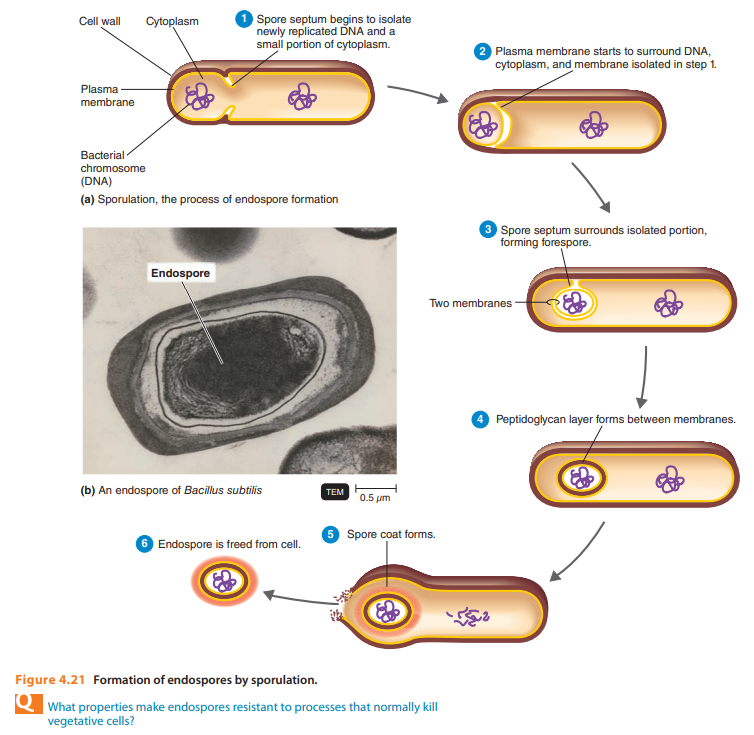 Cell wall
Cytoplasm
1 Spore septum begins to isolate
newly replicated DNA and a
small portion of cytoplasm.
2 Plasma membrane starts to surround DNA,
cytoplasm, and membrane isolated in step 1.
Plasma
membrane
Bacterial
chromosome
(DNA)
(a) Sporulation, the process of endospore formation
3 Spore septum surrounds isolated portion,
forming forespore.
Endospore
Two membranes
4 Peptidoglycan layer forms between membranes.
(b) An endospore of Bacillus subtilis
TEM
0.5 µm
5 Spore coat forms.
6 Endospore is freed from cell.
Figure 4.21 Formation of endospores by sporulation.
Q What properties make endospores resistant to processes that normally kill
vegetative cells?